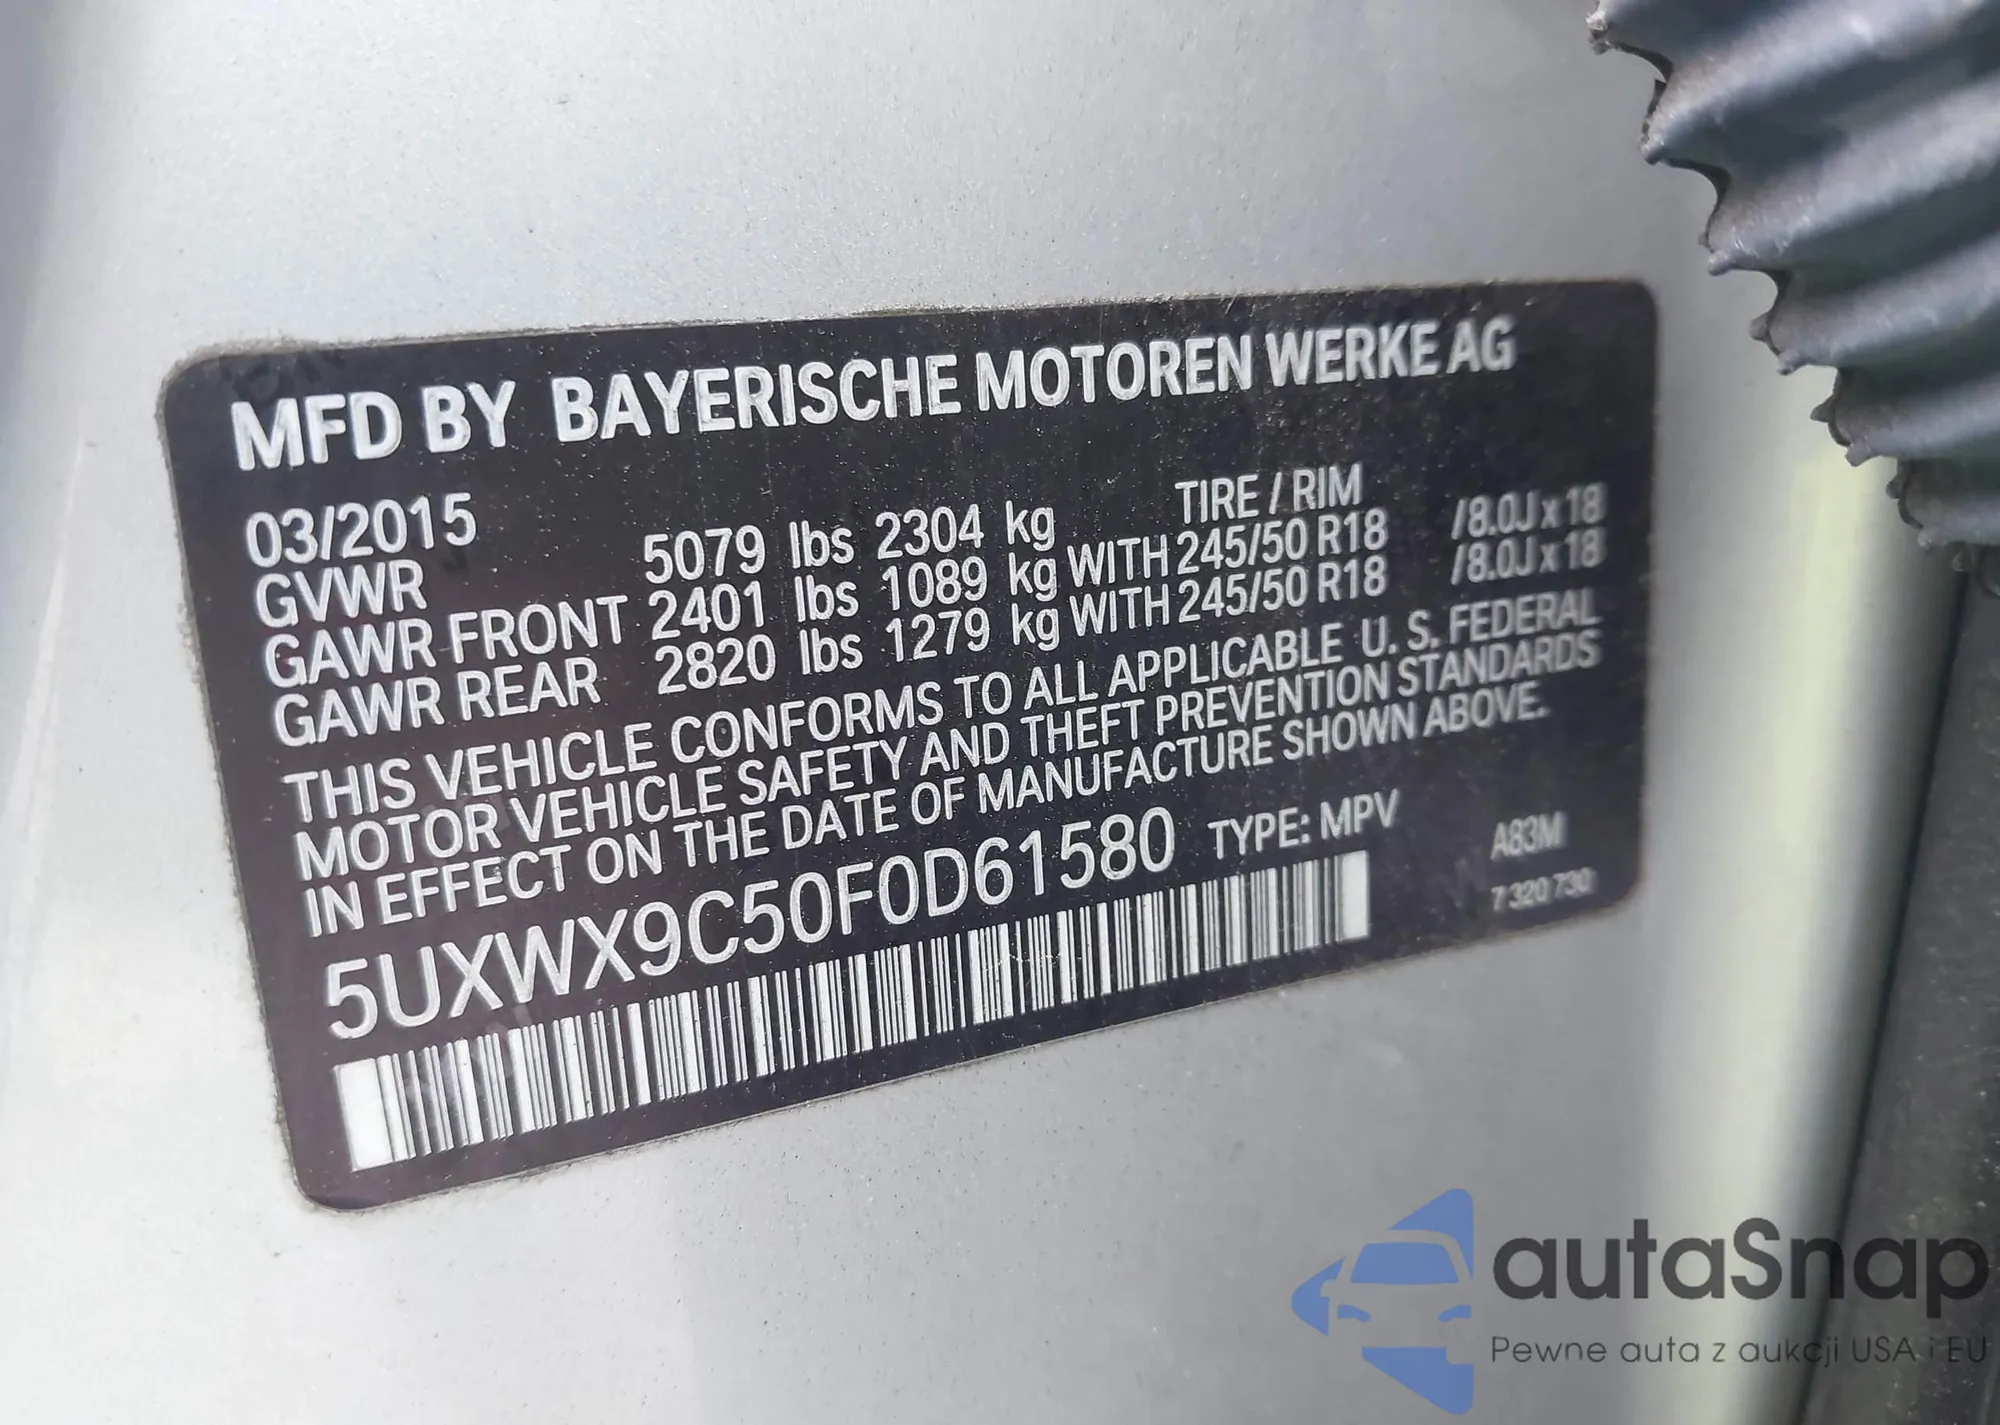 MFD BY BAYERISCHE MOTOREN WERKE AG
03/2015 TIRE / RIM
GVWR 5079 lbs 2304 kg
GAWR FRONT 2401 lbs 1089 kg WITH 245/50 R18 /8.0J x 18
GAWR REAR 2820 lbs 1279 kg WITH 245/50 R18 /8.0J x 18
THIS VEHICLE CONFORMS TO ALL APPLICABLE U. S. FEDERAL
MOTOR VEHICLE SAFETY AND THEFT PREVENTION STANDARDS
IN EFFECT ON THE DATE OF MANUFACTURE SHOWN ABOVE.
5UXWX9C50F0D61580 TYPE: MPV A83M
7 320 730
autaSnap
Pewne auta z aukcji USA i EU